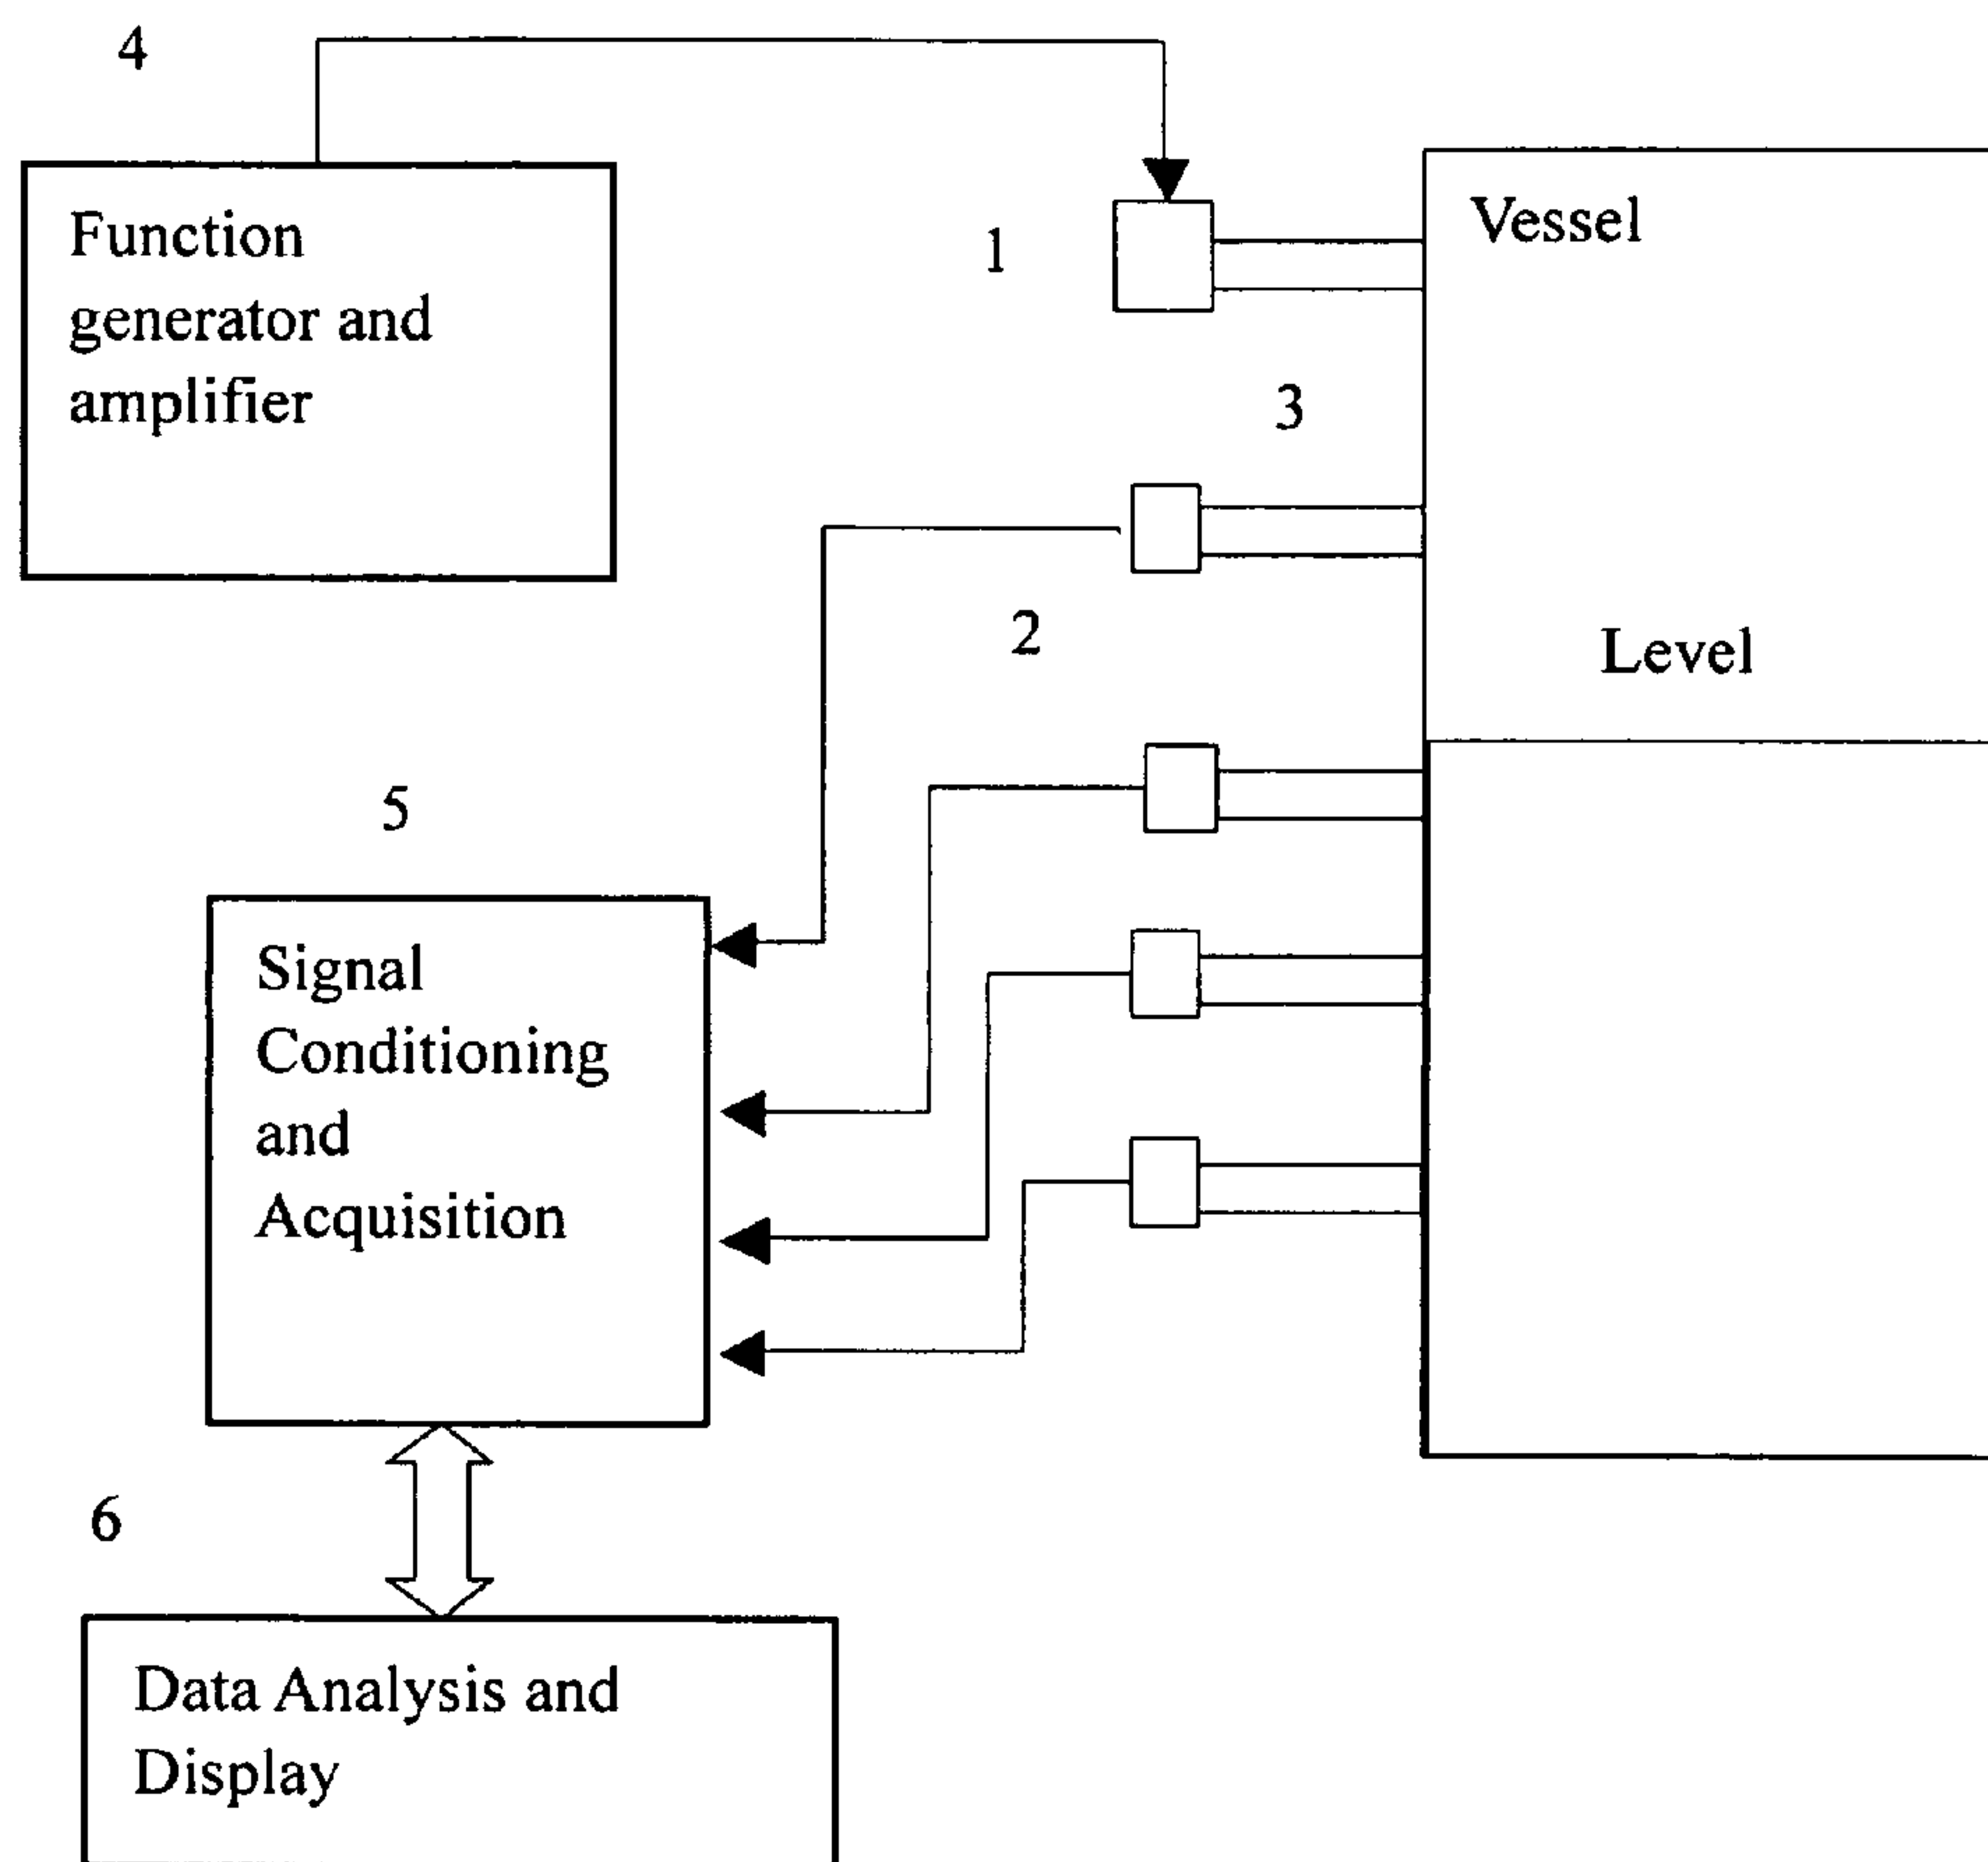 4
Function
generator and
amplifier
1
Vessel
3
2
Level
5
Signal
Conditioning
and
Acquisition
6
Data Analysis and
Display